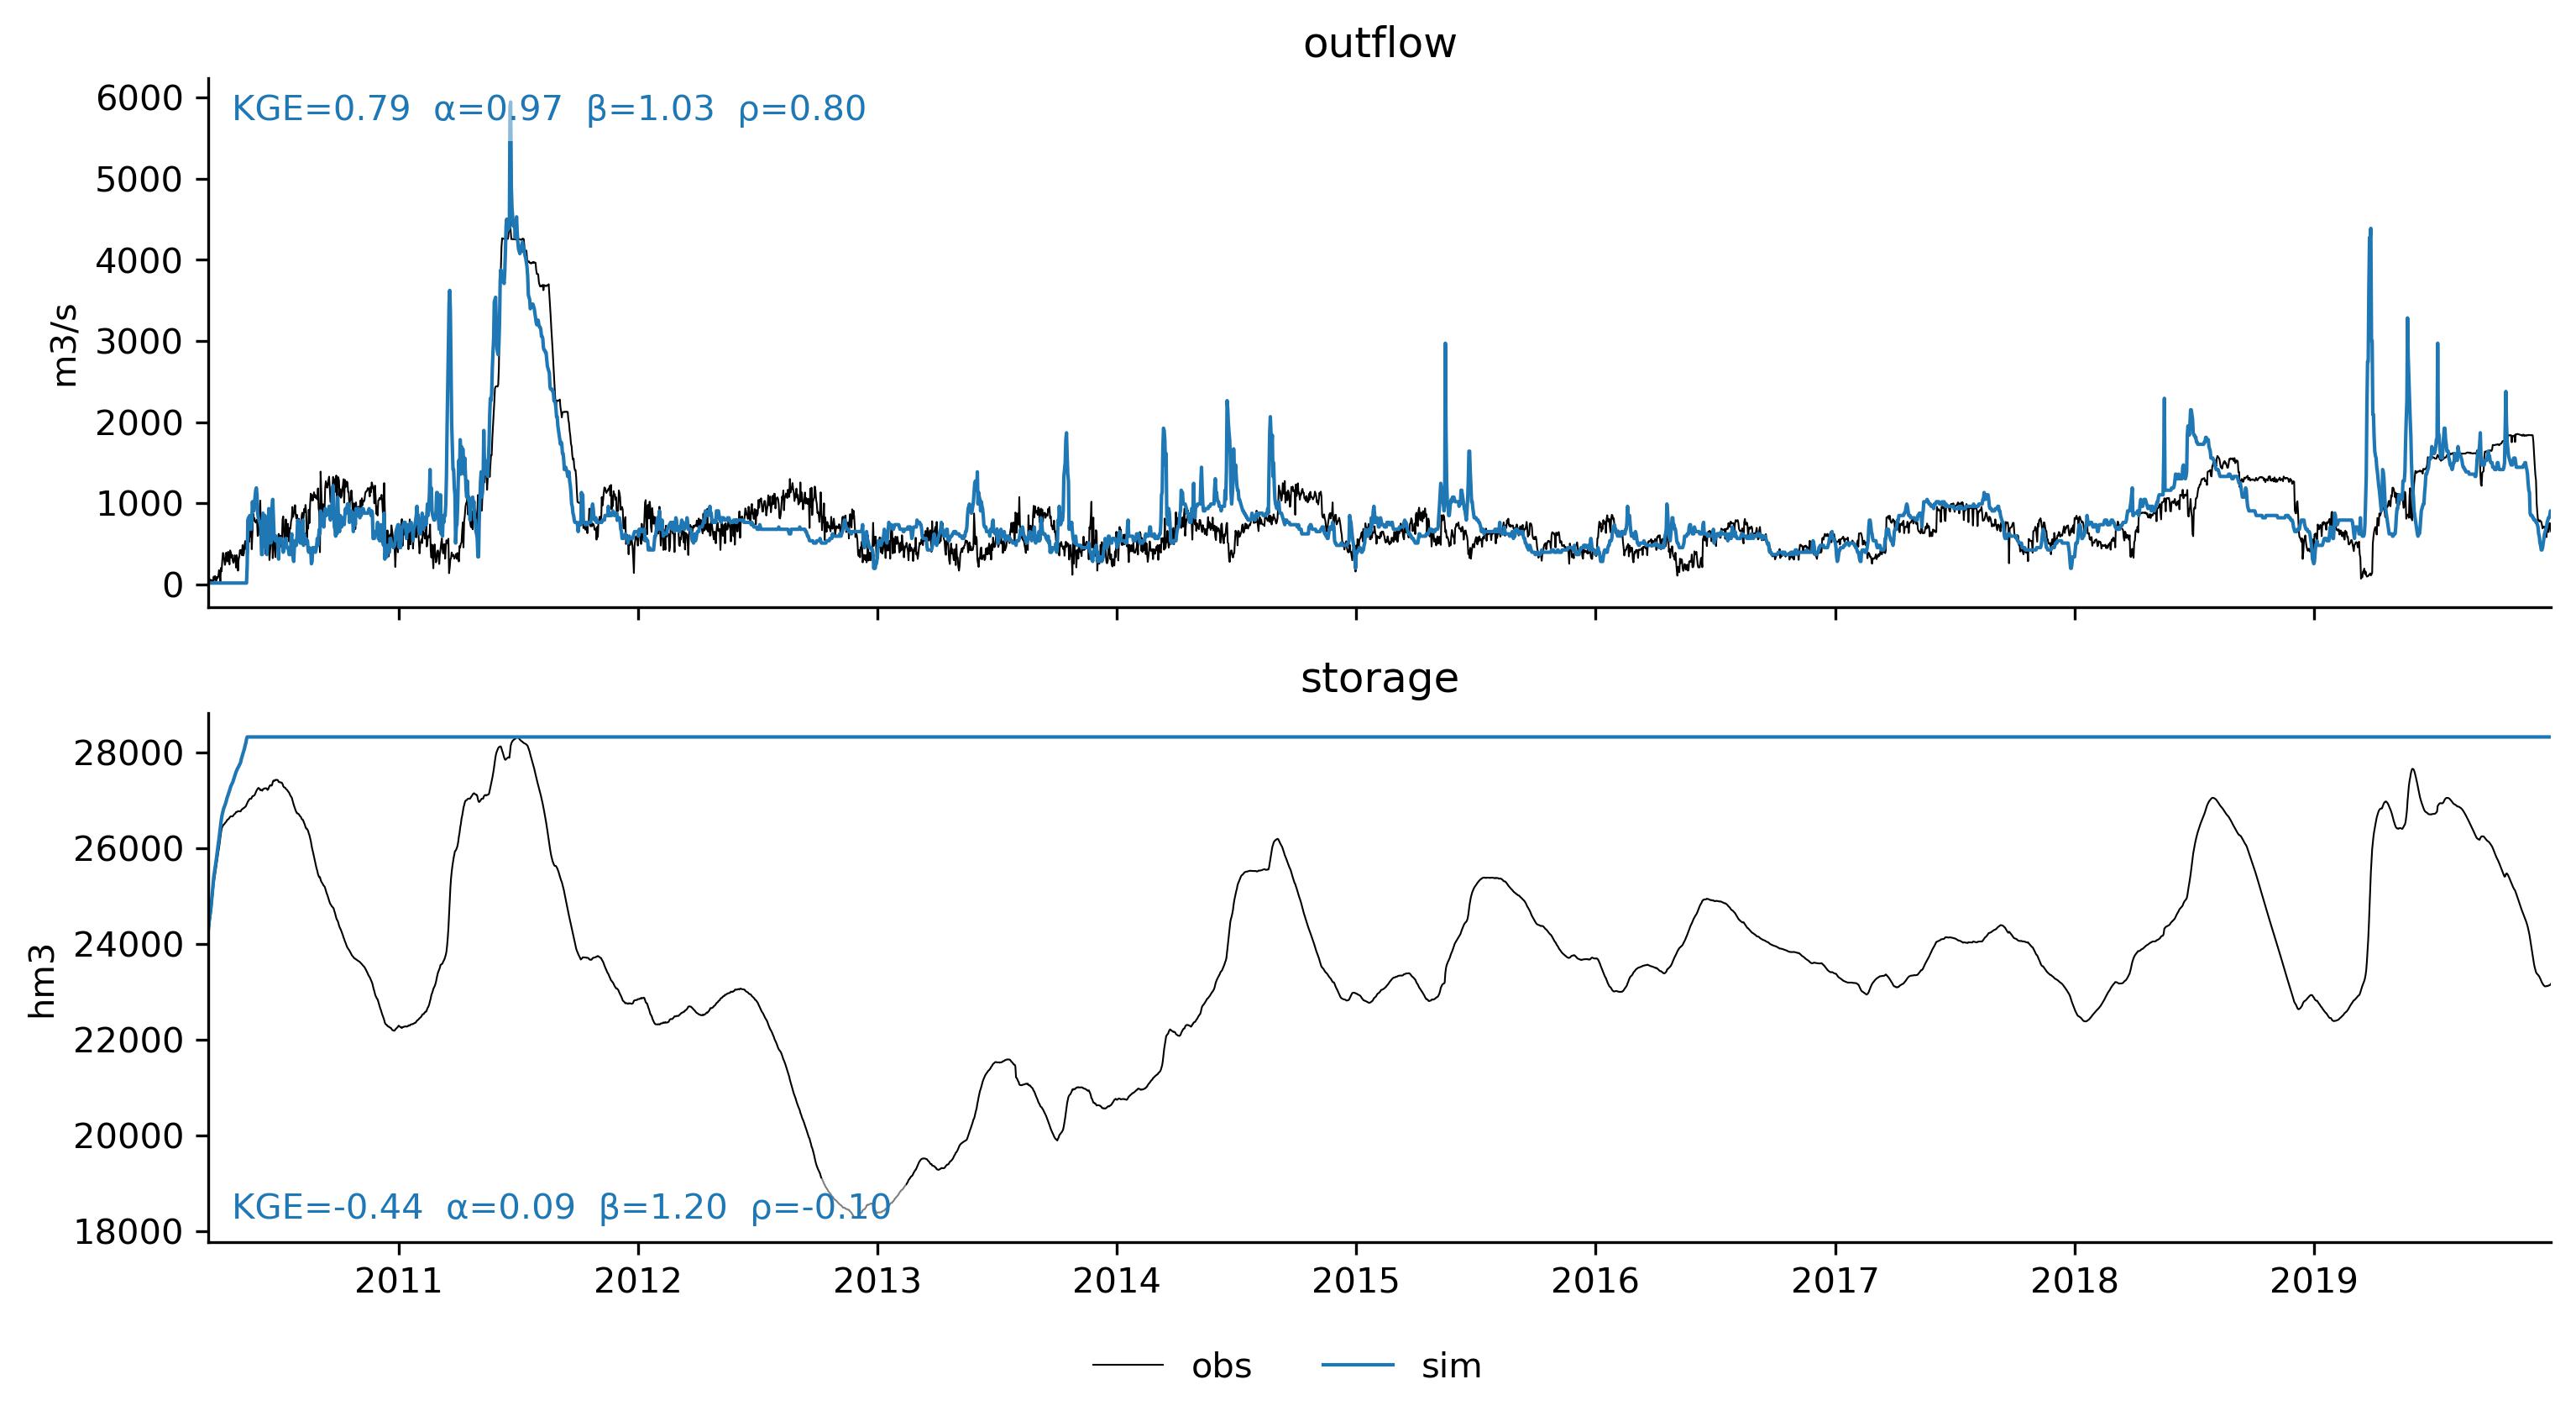 outflow
KGE=0.79 α=0.97 β=1.03 ρ=0.80
6000
5000
4000
3000
2000
1000
0
m3/s
storage
28000
26000
24000
22000
20000
18000
hm3
KGE=-0.44 α=0.09 β=1.20 ρ=-0.10
2011 2012 2013 2014 2015 2016 2017 2018 2019
obs sim